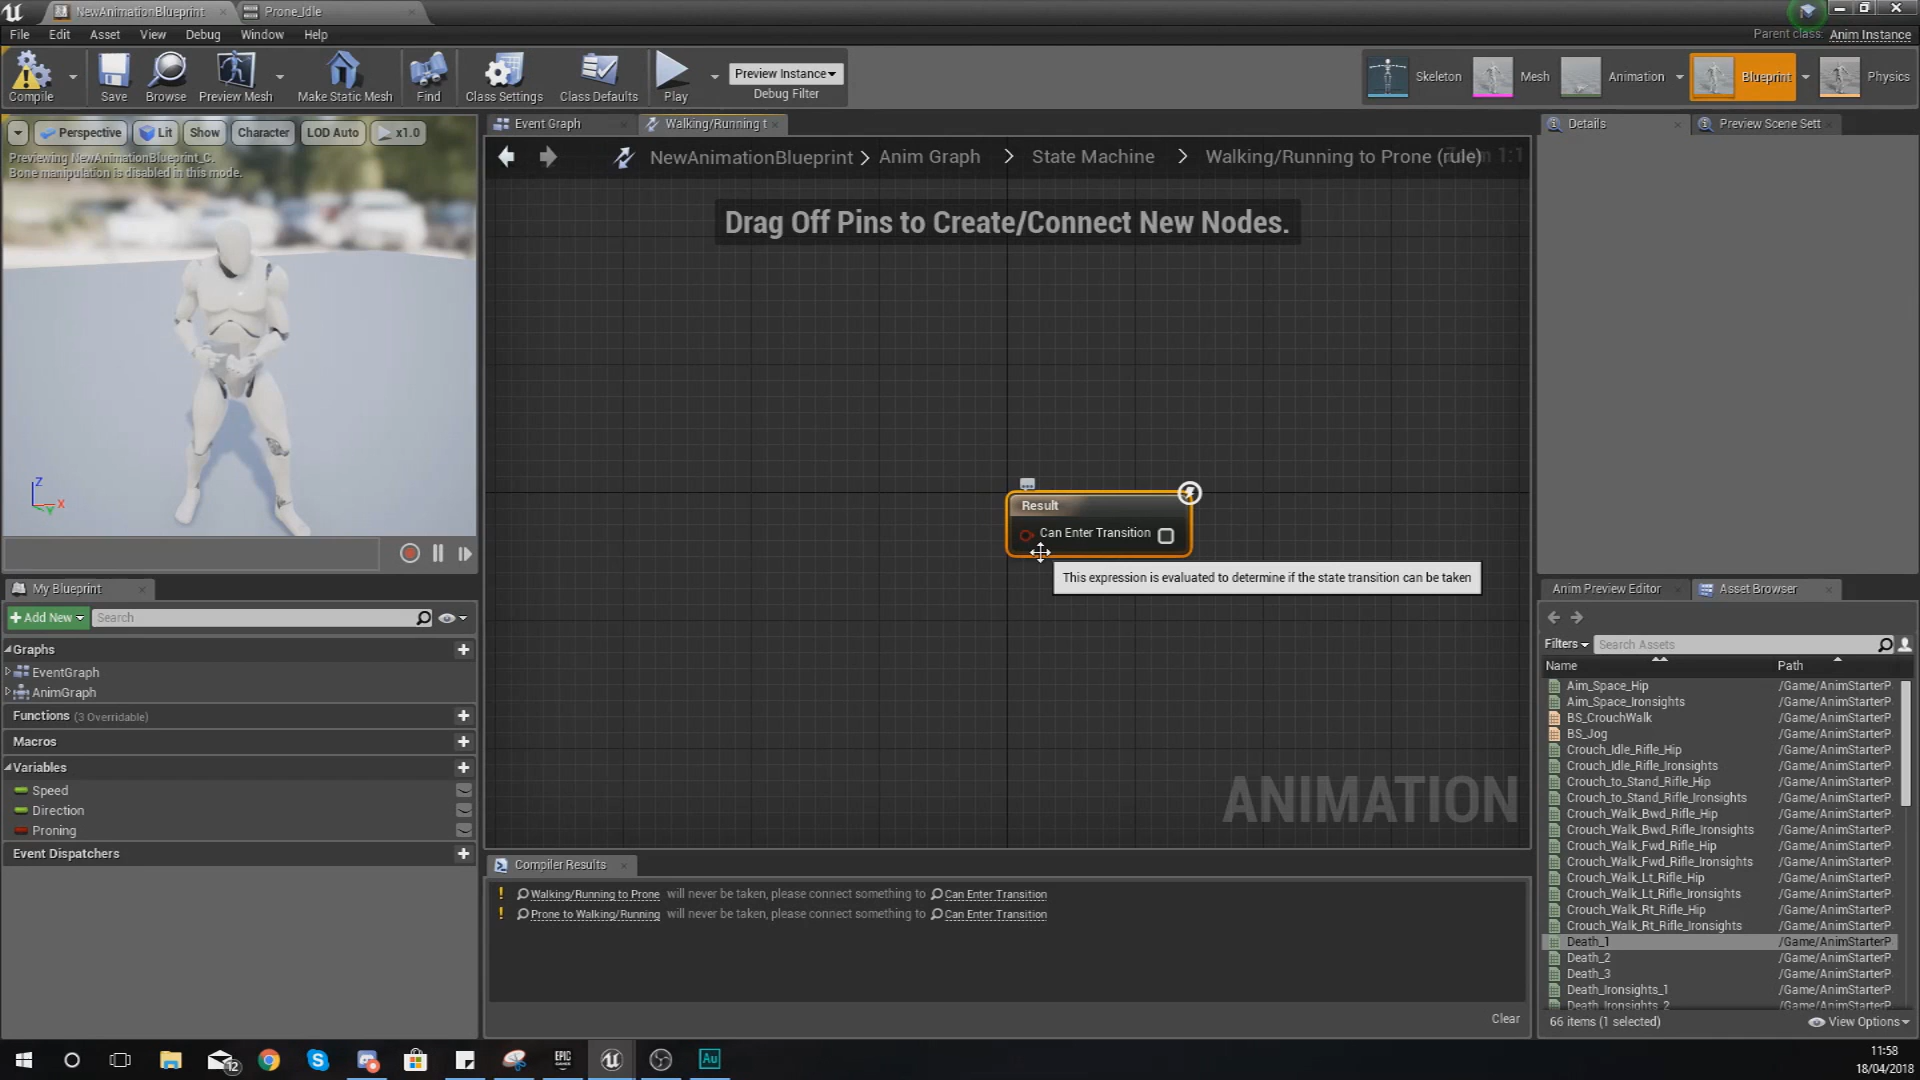 NewAnimationBlueprint
Prone_Idle
File Edit Asset View Debug Window Help
Parent class: Anim Instance
Compile
Save
Browse
Preview Mesh
Make Static Mesh
Find
Class Settings
Class Defaults
Play
Preview Instance
Debug Filter
Skeleton
Mesh
Animation
Blueprint
Physics
Perspective
Lit
Show
Character
LOD Auto
x1.0
Previewing NewAnimationBlueprint_C.
Bone manipulation is disabled in this mode.
Z
X
Y
Event Graph
Walking/Running t
NewAnimationBlueprint > Anim Graph > State Machine > Walking/Running to Prone (rule)
Drag Off Pins to Create/Connect New Nodes.
Result
Can Enter Transition
This expression is evaluated to determine if the state transition can be taken
ANIMATION
My Blueprint
Add New
Search
Graphs
EventGraph
AnimGraph
Functions (3 Overridable)
Macros
Variables
Speed
Direction
Proning
Event Dispatchers
Compiler Results
Walking/Running to Prone will never be taken, please connect something to Can Enter Transition
Prone to Walking/Running will never be taken, please connect something to Can Enter Transition
Clear
Details
Preview Scene Sett
Anim Preview Editor
Asset Browser
Filters
Search Assets
Name Path
Aim_Space_Hip /Game/AnimStarterP
Aim_Space_Ironsights /Game/AnimStarterP
BS_CrouchWalk /Game/AnimStarterP
BS_Jog /Game/AnimStarterP
Crouch_Idle_Rifle_Hip /Game/AnimStarterP
Crouch_Idle_Rifle_Ironsights /Game/AnimStarterP
Crouch_to_Stand_Rifle_Hip /Game/AnimStarterP
Crouch_to_Stand_Rifle_Ironsights /Game/AnimStarterP
Crouch_Walk_Bwd_Rifle_Hip /Game/AnimStarterP
Crouch_Walk_Bwd_Rifle_Ironsights /Game/AnimStarterP
Crouch_Walk_Fwd_Rifle_Hip /Game/AnimStarterP
Crouch_Walk_Fwd_Rifle_Ironsights /Game/AnimStarterP
Crouch_Walk_Lt_Rifle_Hip /Game/AnimStarterP
Crouch_Walk_Lt_Rifle_Ironsights /Game/AnimStarterP
Crouch_Walk_Rt_Rifle_Hip /Game/AnimStarterP
Crouch_Walk_Rt_Rifle_Ironsights /Game/AnimStarterP
Death_1 /Game/AnimStarterP
Death_2 /Game/AnimStarterP
Death_3 /Game/AnimStarterP
Death_Ironsights_1 /Game/AnimStarterP
Death_Ironsights_2 /Game/AnimStarterP
66 items (1 selected)
View Options
12
EPIC
Au
11:58
18/04/2018